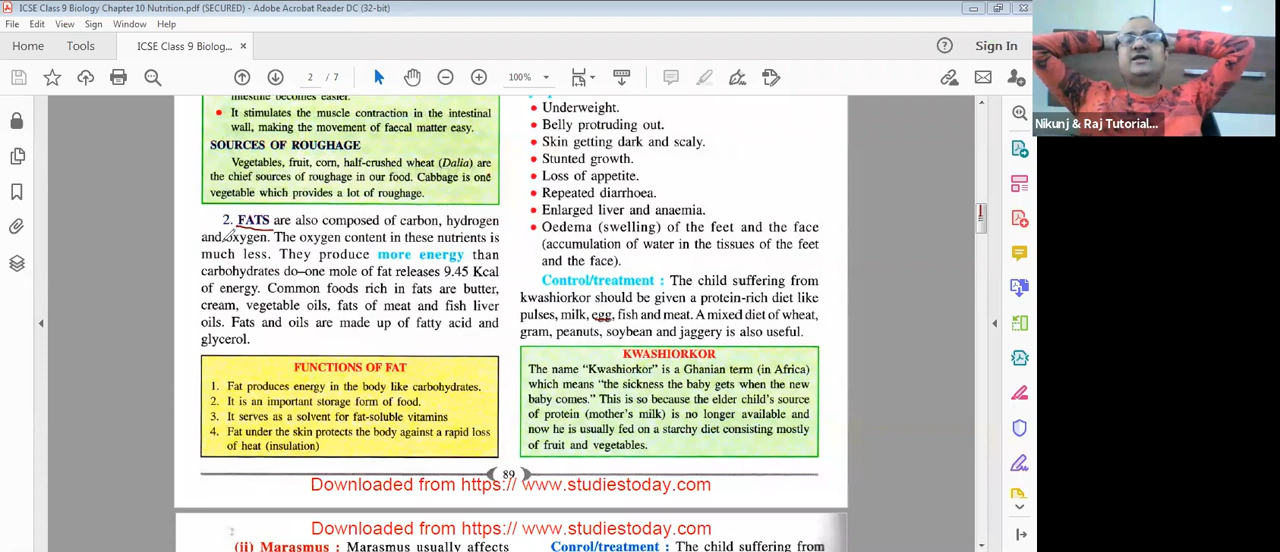 ICSE Class 9 Biology Chapter 10 Nutrition.pdf (SECURED) - Adobe Acrobat Reader DC (32-bit)
File Edit View Sign Window Help
Home Tools ICSE Class 9 Biolog... × Sign In
2 / 7 100%
intestine becomes easier.
• It stimulates the muscle contraction in the intestinal
wall, making the movement of faecal matter easy.
SOURCES OF ROUGHAGE
Vegetables, fruit, corn, half-crushed wheat (Dalia) are
the chief sources of roughage in our food. Cabbage is one
vegetable which provides a lot of roughage.
2. FATS are also composed of carbon, hydrogen
and oxygen. The oxygen content in these nutrients is
much less. They produce more energy than
carbohydrates do–one mole of fat releases 9.45 Kcal
of energy. Common foods rich in fats are butter,
cream, vegetable oils, fats of meat and fish liver
oils. Fats and oils are made up of fatty acid and
glycerol.
FUNCTIONS OF FAT
1. Fat produces energy in the body like carbohydrates.
2. It is an important storage form of food.
3. It serves as a solvent for fat-soluble vitamins
4. Fat under the skin protects the body against a rapid loss
of heat (insulation)
• Underweight.
• Belly protruding out.
• Skin getting dark and scaly.
• Stunted growth.
• Loss of appetite.
• Repeated diarrhoea.
• Enlarged liver and anaemia.
• Oedema (swelling) of the feet and the face
(accumulation of water in the tissues of the feet
and the face).
Control/treatment : The child suffering from
kwashiorkor should be given a protein-rich diet like
pulses, milk, egg, fish and meat. A mixed diet of wheat,
gram, peanuts, soybean and jaggery is also useful.
KWASHIORKOR
The name “Kwashiorkor” is a Ghanian term (in Africa)
which means “the sickness the baby gets when the new
baby comes.” This is so because the elder child's source
of protein (mother's milk) is no longer available and
now he is usually fed on a starchy diet consisting mostly
of fruit and vegetables.
89
Downloaded from https:// www.studiestoday.com
Downloaded from https:// www.studiestoday.com
(ii) Marasmus : Marasmus usually affects
Conrol/treatment : The child suffering from
Nikunj & Raj Tutorial...